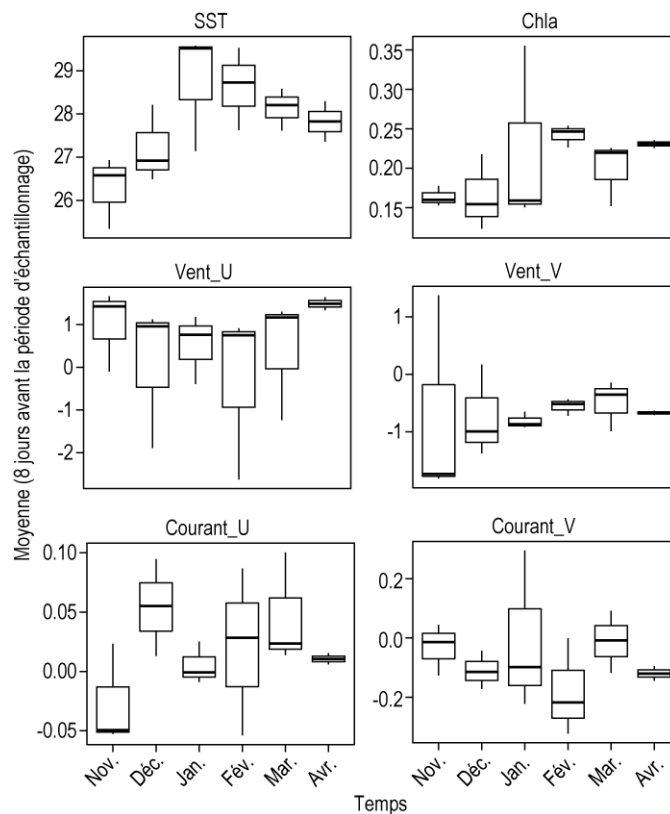 SST
Chla
29
28
27
26
0.35
0.30
0.25
0.20
0.15
Vent_U
Vent_V
1
0
-1
-2
1
0
-1
Courant_U
Courant_V
0.10
0.05
0.00
-0.05
0.2
0.0
-0.2
Moyenne (8 jours avant la période d'échantillonnage)
Nov. Déc. Jan. Fév. Mar. Avr.
Nov. Déc. Jan. Fév. Mar. Avr.
Temps